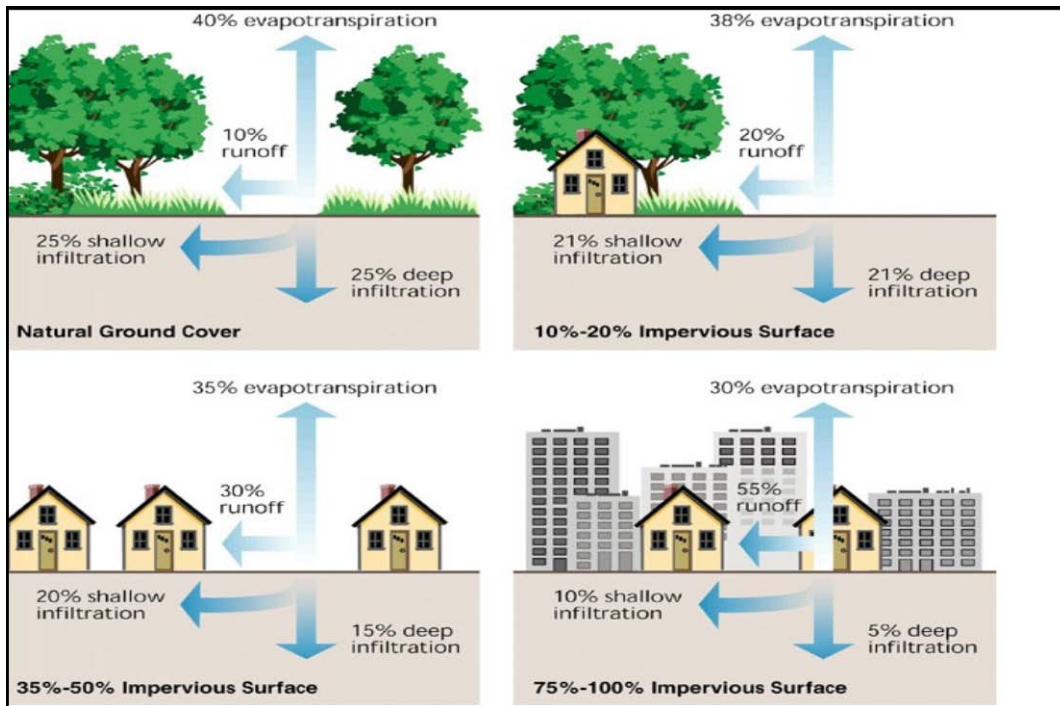 40% evapotranspiration
10%
runoff
25% shallow
infiltration
25% deep
infiltration
Natural Ground Cover
38% evapotranspiration
20%
runoff
21% shallow
infiltration
21% deep
infiltration
10%-20% Impervious Surface
35% evapotranspiration
30%
runoff
20% shallow
infiltration
15% deep
infiltration
35%-50% Impervious Surface
30% evapotranspiration
55%
runoff
10% shallow
infiltration
5% deep
infiltration
75%-100% Impervious Surface